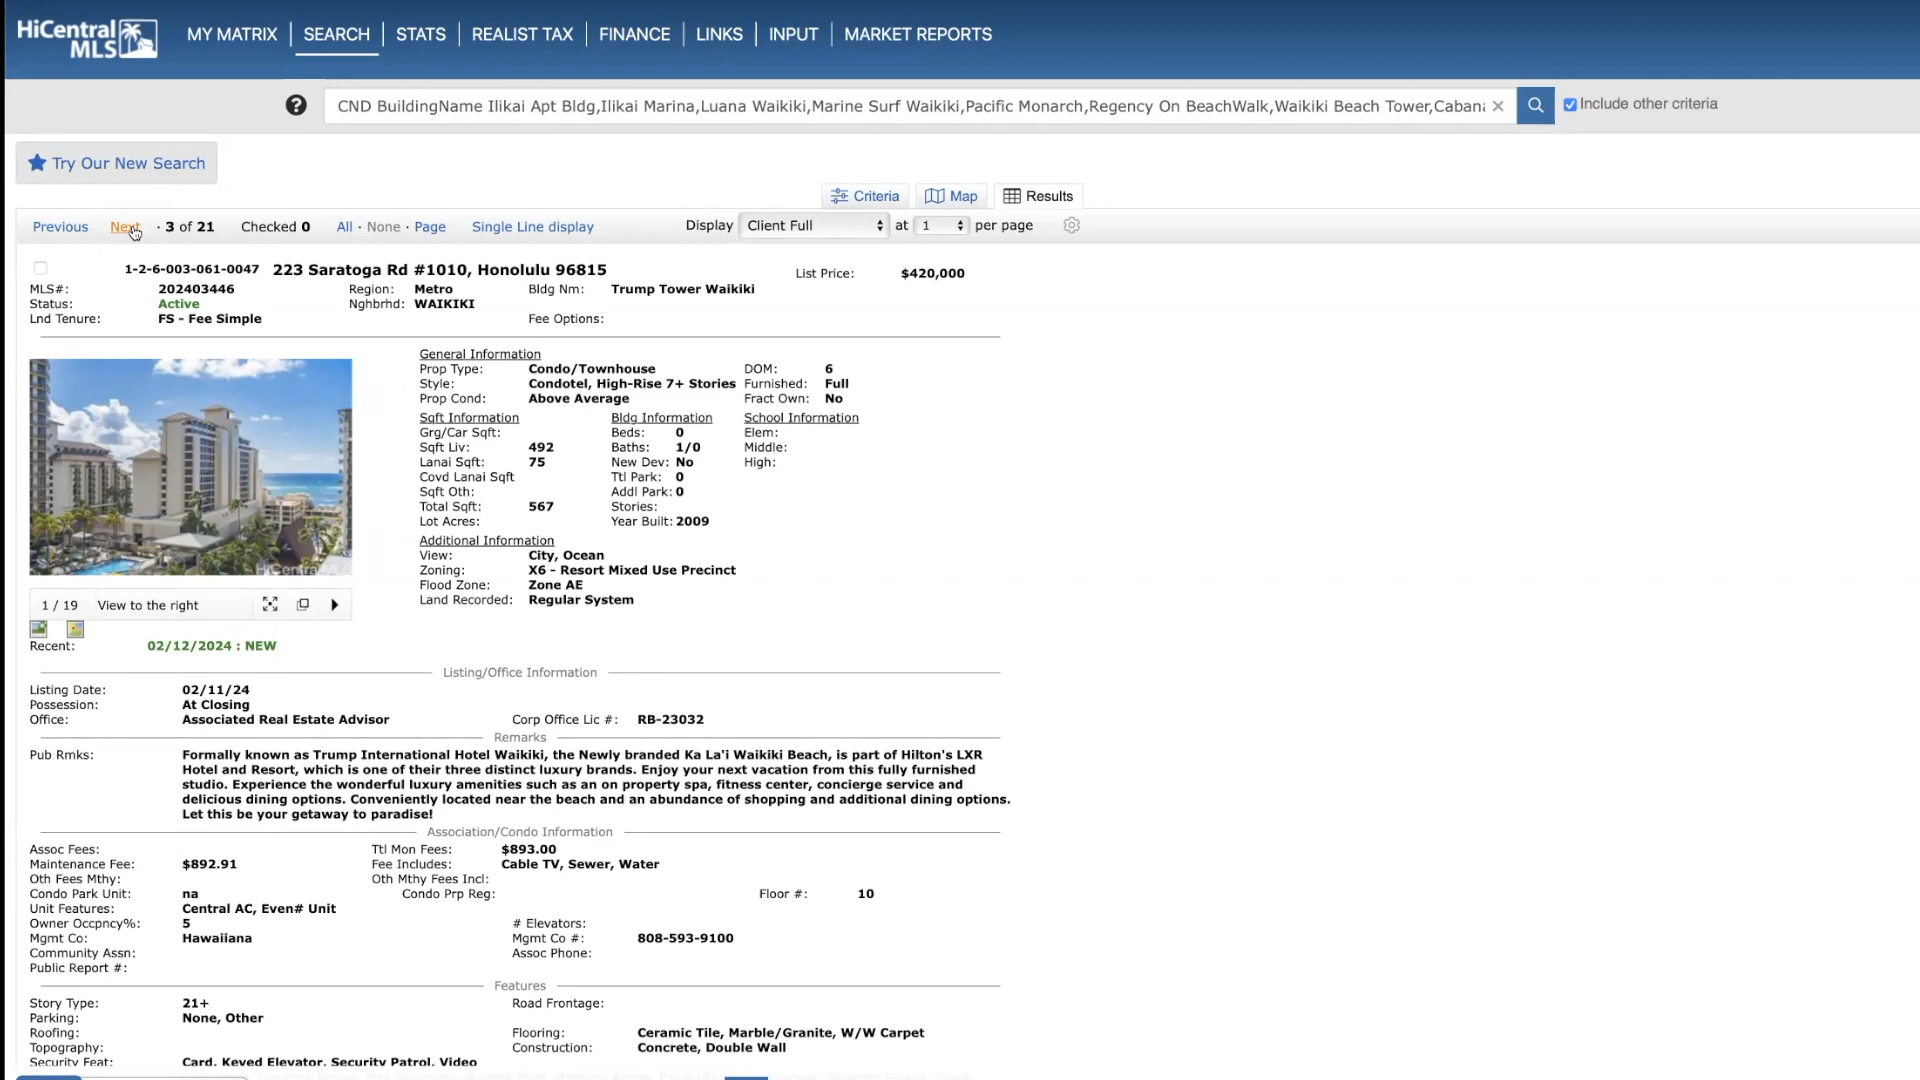 HiCentral MLS
MY MATRIX SEARCH STATS REALIST TAX FINANCE LINKS INPUT MARKET REPORTS
CND BuildingName Ilikai Apt Bldg,Ilikai Marina,Luana Waikiki,Marine Surf Waikiki,Pacific Monarch,Regency On BeachWalk,Waikiki Beach Tower,Cabana
Include other criteria
Try Our New Search
Criteria Map Results
Previous Next · 3 of 21 Checked 0 All · None · Page Single Line display Display Client Full at 1 per page
1-2-6-003-061-0047 223 Saratoga Rd #1010, Honolulu 96815 List Price: $420,000
MLS#: 202403446 Region: Metro Bldg Nm: Trump Tower Waikiki
Status: Active Nghbrhd: WAIKIKI
Lnd Tenure: FS - Fee Simple Fee Options:
General Information
Prop Type: Condo/Townhouse DOM: 6
Style: Condotel, High-Rise 7+ Stories Furnished: Full
Prop Cond: Above Average Fract Own: No
Sqft Information Bldg Information School Information
Grg/Car Sqft: Beds: 0 Elem:
Sqft Liv: 492 Baths: 1/0 Middle:
Lanai Sqft: 75 New Dev: No High:
Covd Lanai Sqft Ttl Park: 0
Sqft Oth: Addl Park: 0
Total Sqft: 567 Stories:
Lot Acres: Year Built: 2009
Additional Information
View: City, Ocean
Zoning: X6 - Resort Mixed Use Precinct
Flood Zone: Zone AE
Land Recorded: Regular System
1 / 19 View to the right
Recent: 02/12/2024 : NEW
Listing/Office Information
Listing Date: 02/11/24
Possession: At Closing
Office: Associated Real Estate Advisor Corp Office Lic #: RB-23032
Remarks
Pub Rmks: Formally known as Trump International Hotel Waikiki, the Newly branded Ka La'i Waikiki Beach, is part of Hilton's LXR
Hotel and Resort, which is one of their three distinct luxury brands. Enjoy your next vacation from this fully furnished
studio. Experience the wonderful luxury amenities such as an on property spa, fitness center, concierge service and
delicious dining options. Conveniently located near the beach and an abundance of shopping and additional dining options.
Let this be your getaway to paradise!
Association/Condo Information
Assoc Fees: Ttl Mon Fees: $893.00
Maintenance Fee: $892.91 Fee Includes: Cable TV, Sewer, Water
Oth Fees Mthy: Oth Mthy Fees Incl:
Condo Park Unit: na Condo Prp Reg: Floor #: 10
Unit Features: Central AC, Even# Unit
Owner Occpncy%: 5 # Elevators:
Mgmt Co: Hawaiiana Mgmt Co #: 808-593-9100
Community Assn: Assoc Phone:
Public Report #:
Features
Story Type: 21+ Road Frontage:
Parking: None, Other
Roofing: Flooring: Ceramic Tile, Marble/Granite, W/W Carpet
Topography: Construction: Concrete, Double Wall
Security Feat: Card, Keyed Elevator, Security Patrol, Video